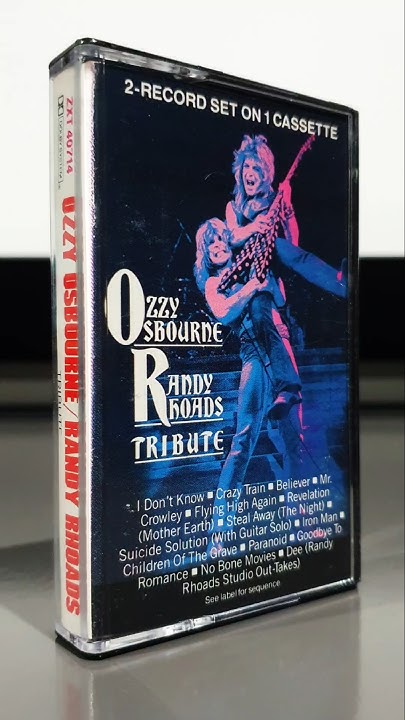 2-RECORD SET ON 1 CASSETTE
OZZY
OSBOURNE
RANDY
RHOADS
TRIBUTE
I Don't Know ■ Crazy Train ■ Believer ■ Mr.
Crowley ■ Flying High Again ■ Revelation
(Mother Earth) ■ Steal Away (The Night) ■
Suicide Solution (With Guitar Solo) ■ Iron Man ■
Children Of The Grave ■ Paranoid ■ Goodbye To
Romance ■ No Bone Movies ■ Dee (Randy
Rhoads Studio Out-Takes)
See label for sequence.
ZXT 40714
OZZY OSBOURNE/RANDY RHOADS
TRIBUTE